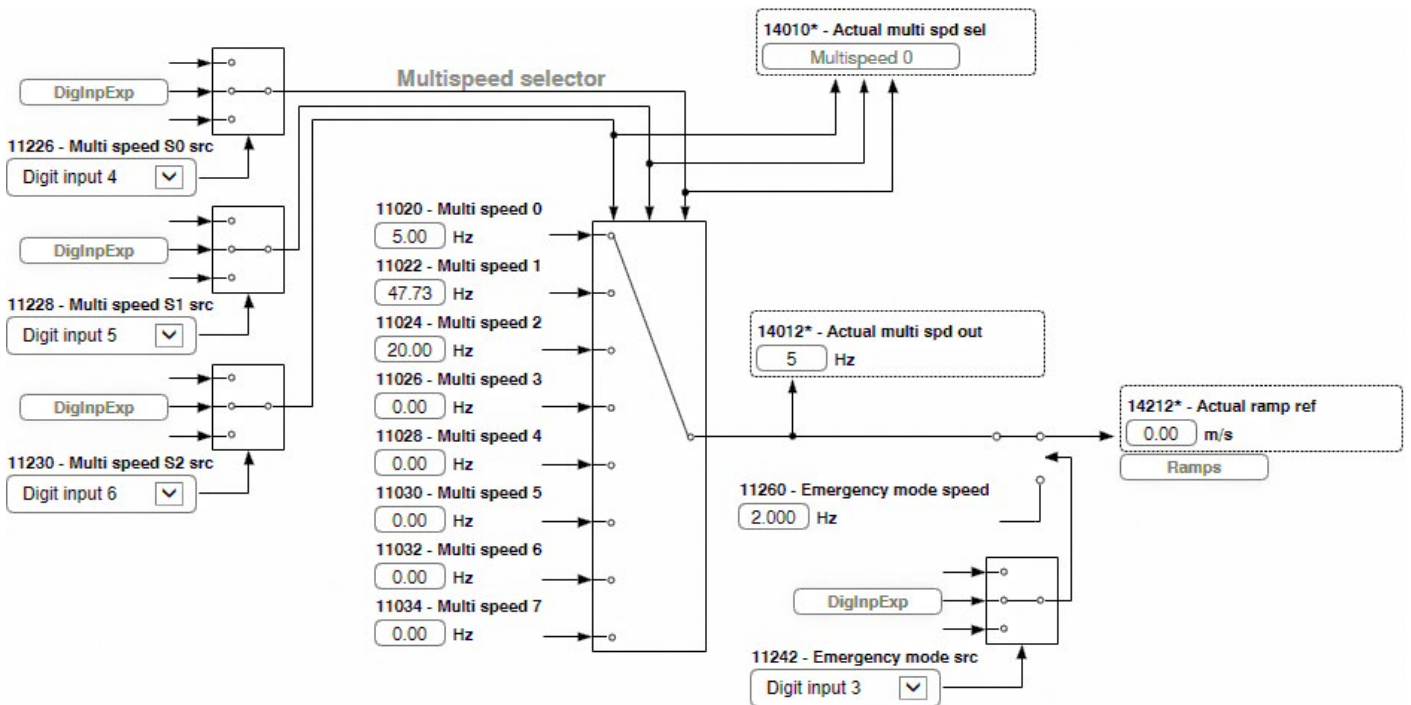 14010* - Actual multi spd sel
Multispeed 0
Multispeed selector
DigInpExp
11226 - Multi speed S0 src
Digit input 4
DigInpExp
11228 - Multi speed S1 src
Digit input 5
DigInpExp
11230 - Multi speed S2 src
Digit input 6
11020 - Multi speed 0
5.00 Hz
11022 - Multi speed 1
47.73 Hz
11024 - Multi speed 2
20.00 Hz
11026 - Multi speed 3
0.00 Hz
11028 - Multi speed 4
0.00 Hz
11030 - Multi speed 5
0.00 Hz
11032 - Multi speed 6
0.00 Hz
11034 - Multi speed 7
0.00 Hz
14012* - Actual multi spd out
5 Hz
14212* - Actual ramp ref
0.00 m/s
Ramps
11260 - Emergency mode speed
2.000 Hz
DigInpExp
11242 - Emergency mode src
Digit input 3